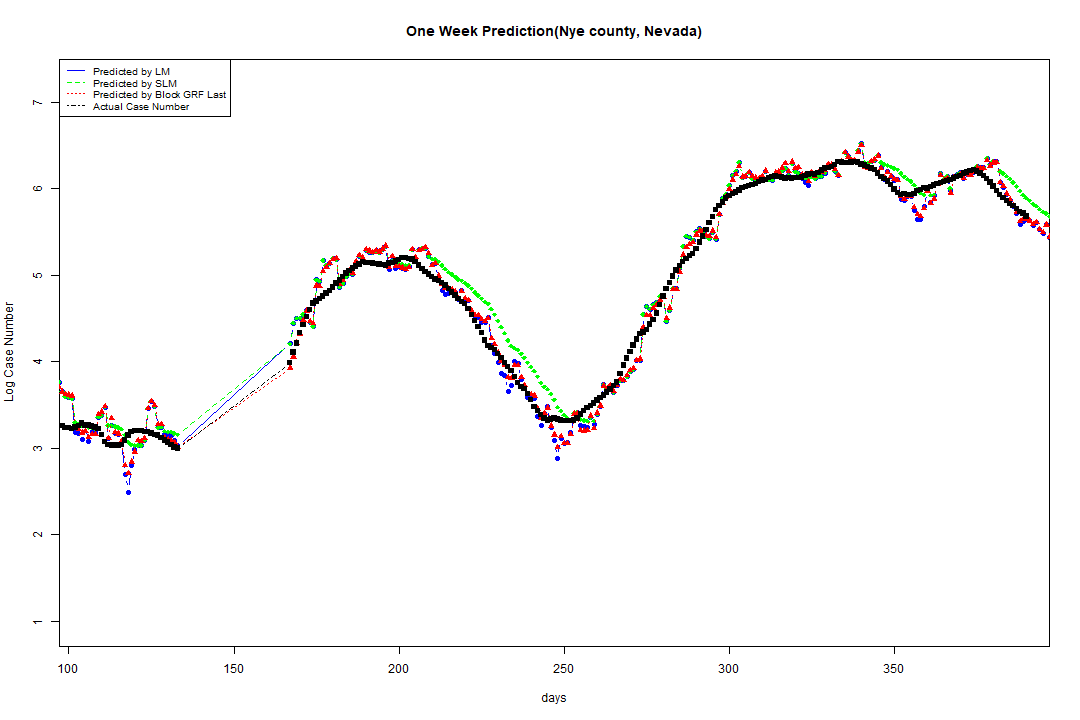 One Week Prediction(Nye county, Nevada)
Predicted by LM
Predicted by SLM
Predicted by Block GRF Last
Actual Case Number
7
6
5
4
3
2
1
Log Case Number
100 150 200 250 300 350
days